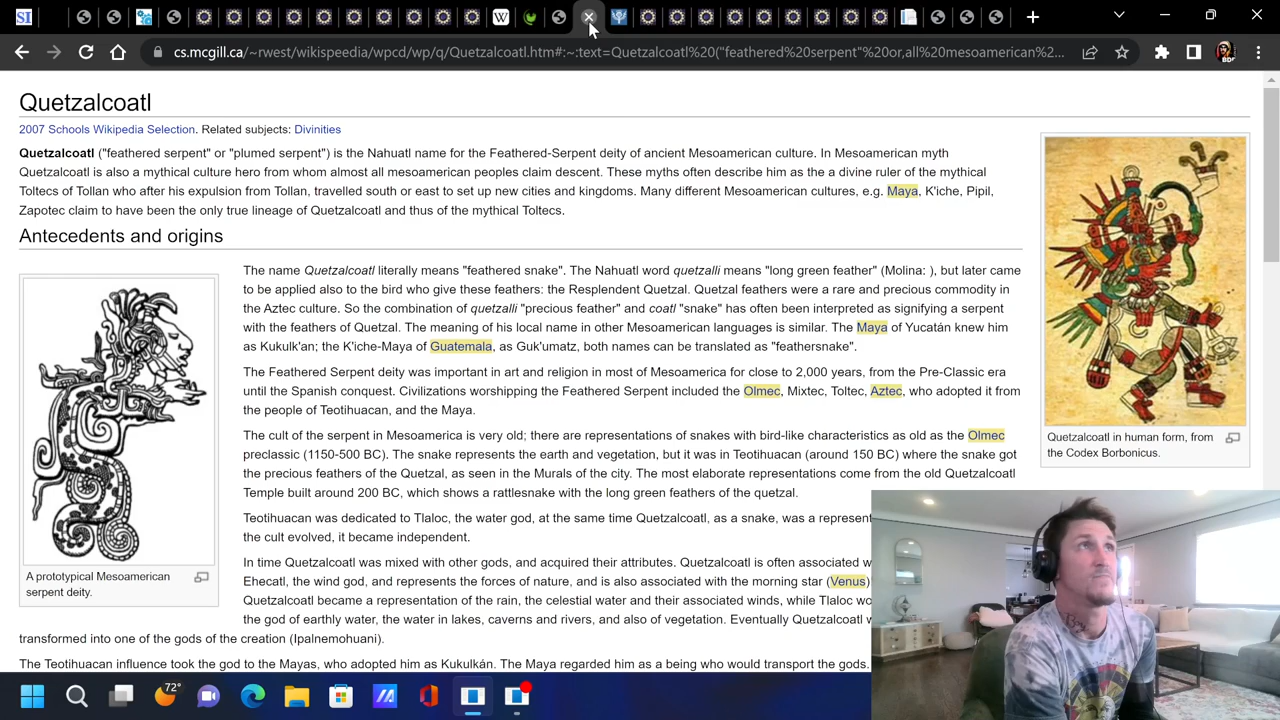 SI
W
cs.mcgill.ca/~rwest/wikispeedia/wpcd/wp/q/Quetzalcoatl.htm#:~:text=Quetzalcoatl%20("feathered%20serpent"%20or,all%20mesoamerican%2...
Quetzalcoatl
2007 Schools Wikipedia Selection. Related subjects: Divinities
Quetzalcoatl ("feathered serpent" or "plumed serpent") is the Nahuatl name for the Feathered-Serpent deity of ancient Mesoamerican culture. In Mesoamerican myth
Quetzalcoatl is also a mythical culture hero from whom almost all mesoamerican peoples claim descent. These myths often describe him as the a divine ruler of the mythical
Toltecs of Tollan who after his expulsion from Tollan, travelled south or east to set up new cities and kingdoms. Many different Mesoamerican cultures, e.g. Maya, K'iche, Pipil,
Zapotec claim to have been the only true lineage of Quetzalcoatl and thus of the mythical Toltecs.
Quetzalcoatl in human form, from
the Codex Borbonicus.
Antecedents and origins
A prototypical Mesoamerican
serpent deity.
The name Quetzalcoatl literally means "feathered snake". The Nahuatl word quetzalli means "long green feather" (Molina: ), but later came
to be applied also to the bird who give these feathers: the Resplendent Quetzal. Quetzal feathers were a rare and precious commodity in
the Aztec culture. So the combination of quetzalli "precious feather" and coatl "snake" has often been interpreted as signifying a serpent
with the feathers of Quetzal. The meaning of his local name in other Mesoamerican languages is similar. The Maya of Yucatán knew him
as Kukulk'an; the K'iche-Maya of Guatemala, as Guk'umatz, both names can be translated as "feathersnake".
The Feathered Serpent deity was important in art and religion in most of Mesoamerica for close to 2,000 years, from the Pre-Classic era
until the Spanish conquest. Civilizations worshipping the Feathered Serpent included the Olmec, Mixtec, Toltec, Aztec, who adopted it from
the people of Teotihuacan, and the Maya.
The cult of the serpent in Mesoamerica is very old; there are representations of snakes with bird-like characteristics as old as the Olmec
preclassic (1150-500 BC). The snake represents the earth and vegetation, but it was in Teotihuacan (around 150 BC) where the snake got
the precious feathers of the Quetzal, as seen in the Murals of the city. The most elaborate representations come from the old Quetzalcoatl
Temple built around 200 BC, which shows a rattlesnake with the long green feathers of the quetzal.
Teotihuacan was dedicated to Tlaloc, the water god, at the same time Quetzalcoatl, as a snake, was a represent
the cult evolved, it became independent.
In time Quetzalcoatl was mixed with other gods, and acquired their attributes. Quetzalcoatl is often associated w
Ehecatl, the wind god, and represents the forces of nature, and is also associated with the morning star (Venus)
Quetzalcoatl became a representation of the rain, the celestial water and their associated winds, while Tlaloc wo
the god of earthly water, the water in lakes, caverns and rivers, and also of vegetation. Eventually Quetzalcoatl w
transformed into one of the gods of the creation (Ipalnemohuani).
The Teotihuacan influence took the god to the Mayas, who adopted him as Kukulkán. The Maya regarded him as a being who would transport the gods.
72°